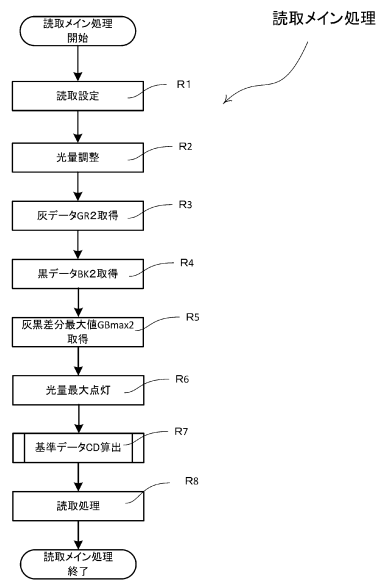 読取メイン処理
読取メイン処理
開始
読取設定
R1
光量調整
R2
灰データGR2取得
R3
黒データBK2取得
R4
灰黒差分最大値GBmax2
取得
R5
光量最大点灯
R6
基準データCD算出
R7
読取処理
R8
読取メイン処理
終了